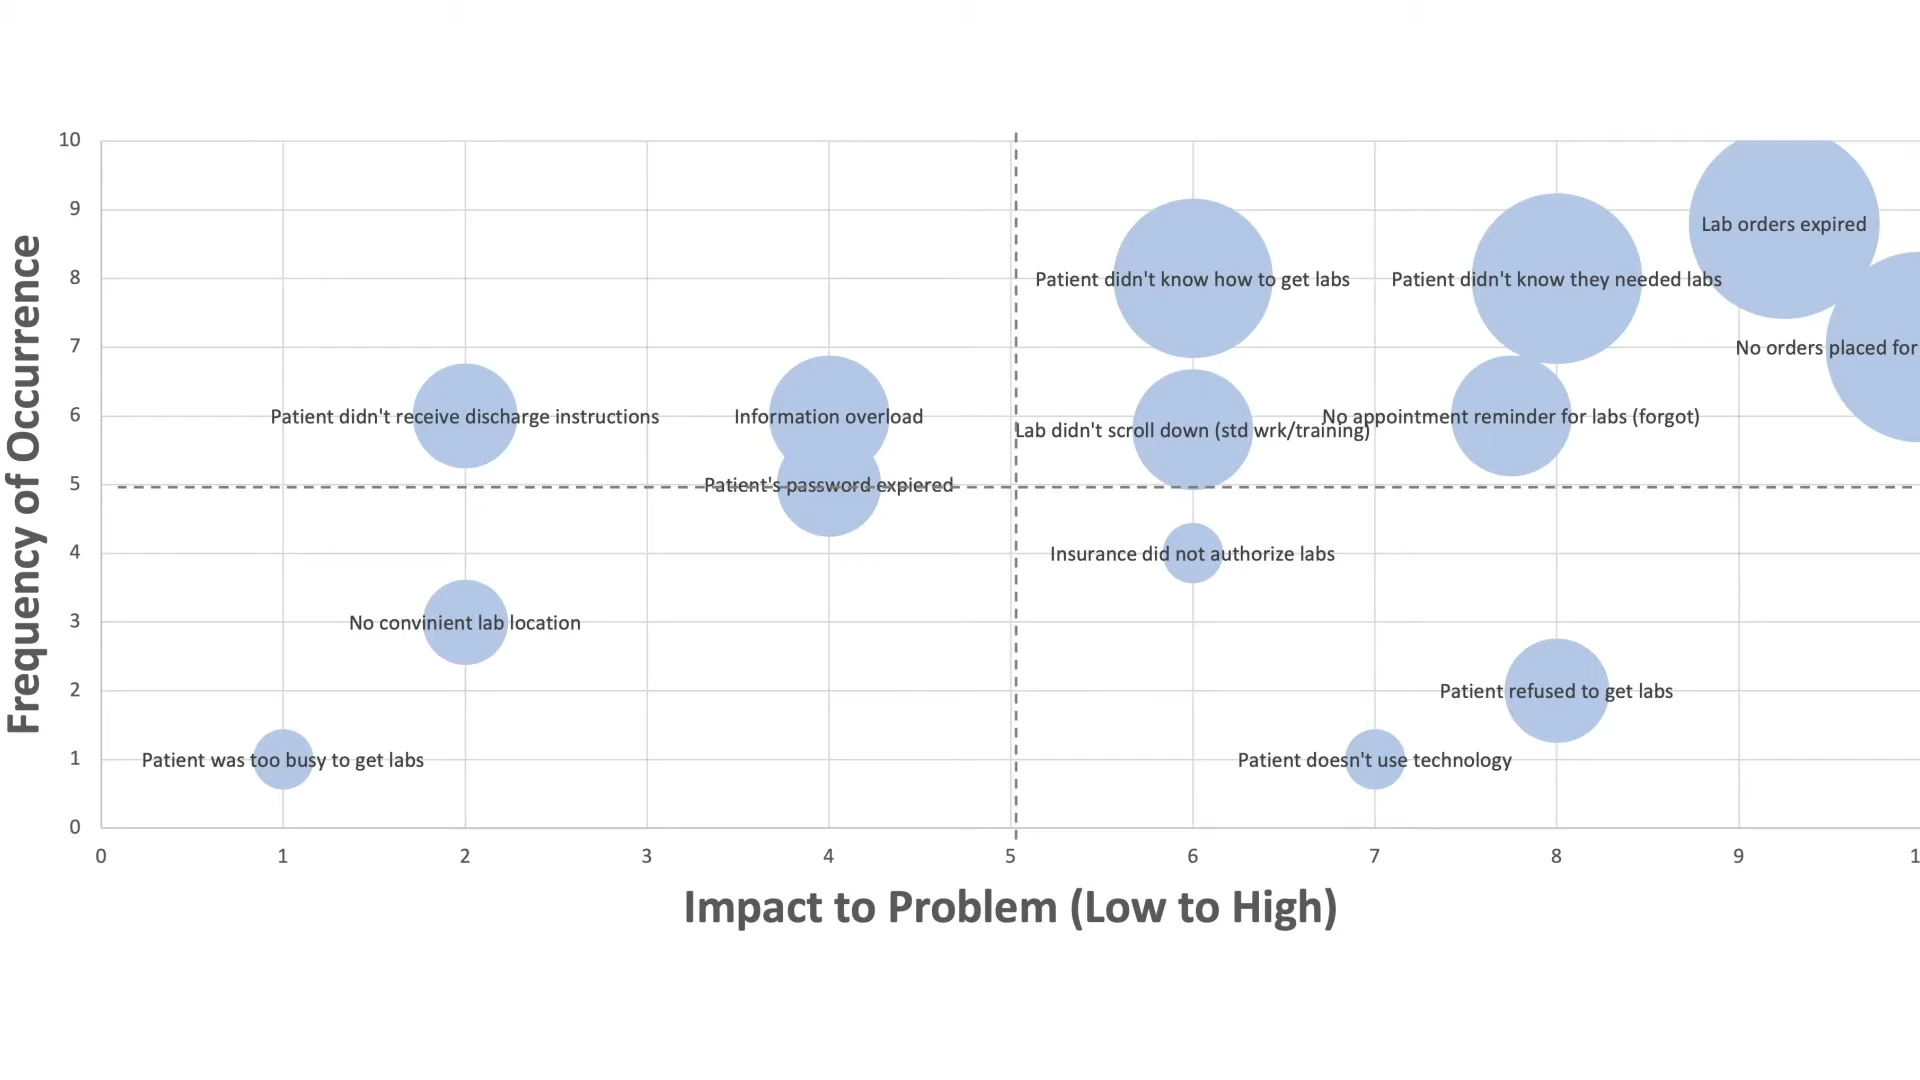 10
9
8
7
6
5
4
3
2
1
0
Frequency of Occurrence
Lab orders expired
Patient didn't know how to get labs
Patient didn't know they needed labs
No orders placed for
Patient didn't receive discharge instructions
Information overload
No appointment reminder for labs (forgot)
Lab didn't scroll down (std wrk/training)
Patient's password expiered
Insurance did not authorize labs
No convinient lab location
Patient refused to get labs
Patient was too busy to get labs
Patient doesn't use technology
0 1 2 3 4 5 6 7 8 9
Impact to Problem (Low to High)